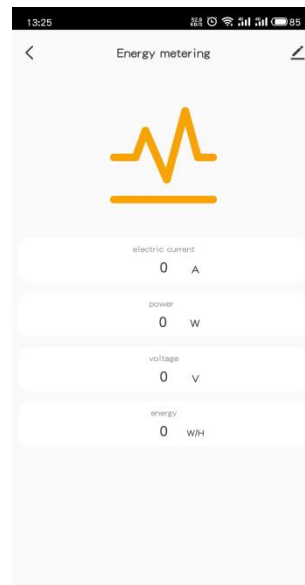 13:25
85
Energy metering
electric current
0 A
power
0 W
voltage
0 V
energy
0 W/H